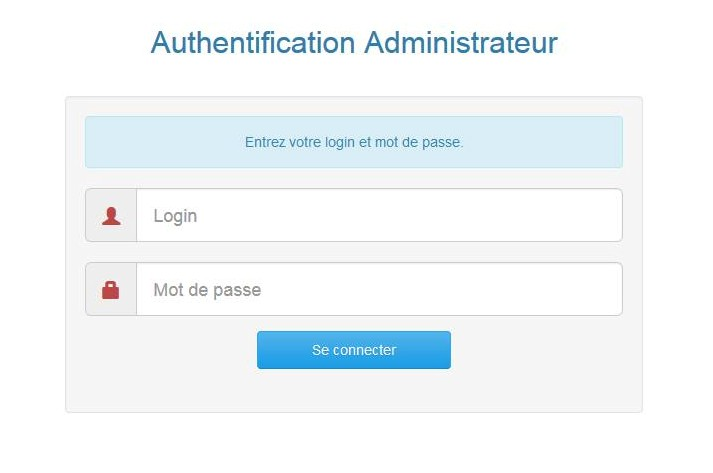 Authentification Administrateur
Entrez votre login et mot de passe.
Login
Mot de passe
Se connecter